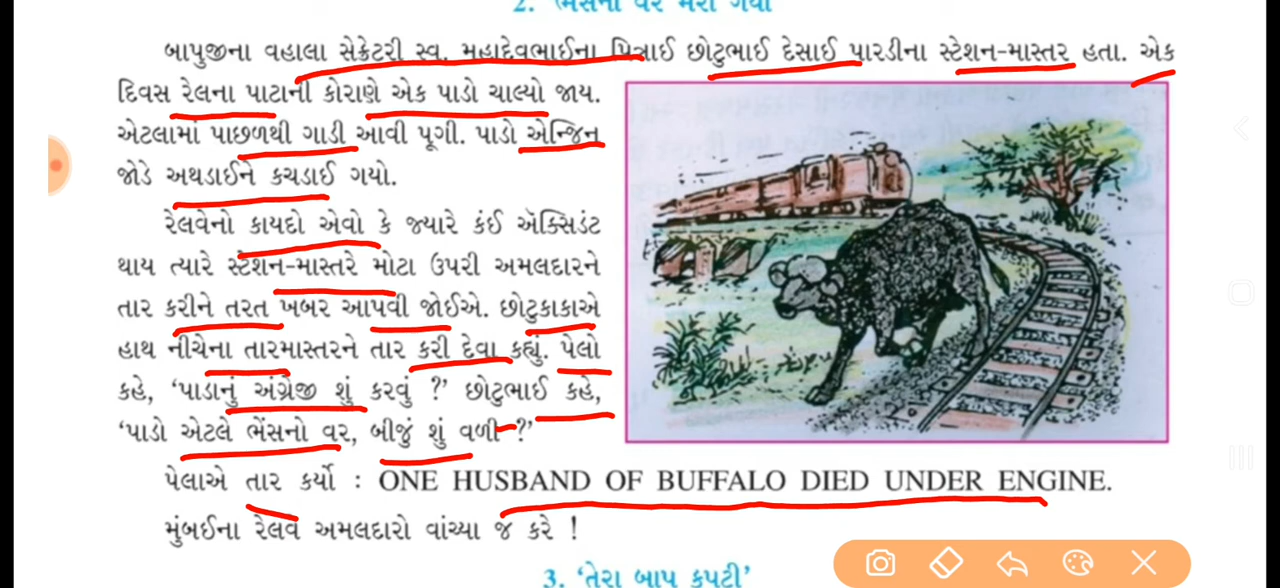 2. ભેંસનો વર મરી ગયો
બાપુજીના વહાલા સેક્રેટરી સ્વ. મહાદેવભાઈના પિત્રાઈ છોટુભાઈ દેસાઈ પારડીના સ્ટેશન-માસ્તર હતા. એક
દિવસ રેલના પાટાની કોરાણે એક પાડો ચાલ્યો જાય.
એટલામાં પાછળથી ગાડી આવી પૂગી. પાડો એન્જિન
જોડે અથડાઈને કચડાઈ ગયો.
રેલવેનો કાયદો એવો કે જ્યારે કંઈ ઍક્સિડંટ
થાય ત્યારે સ્ટેશન-માસ્તરે મોટા ઉપરી અમલદારને
તાર કરીને તરત ખબર આપવી જોઈએ. છોટુકાકાએ
હાથ નીચેના તારમાસ્તરને તાર કરી દેવા કહ્યું. પેલો
કહે, ‘પાડાનું અંગ્રેજી શું કરવું ?’ છોટુભાઈ કહે,
‘પાડો એટલે ભેંસનો વર, બીજું શું વળી ?’
પેલાએ તાર કર્યો : ONE HUSBAND OF BUFFALO DIED UNDER ENGINE.
મુંબઈના રેલવે અમલદારો વાંચ્યા જ કરે !
3. ‘તેરા બાપ કપટી’